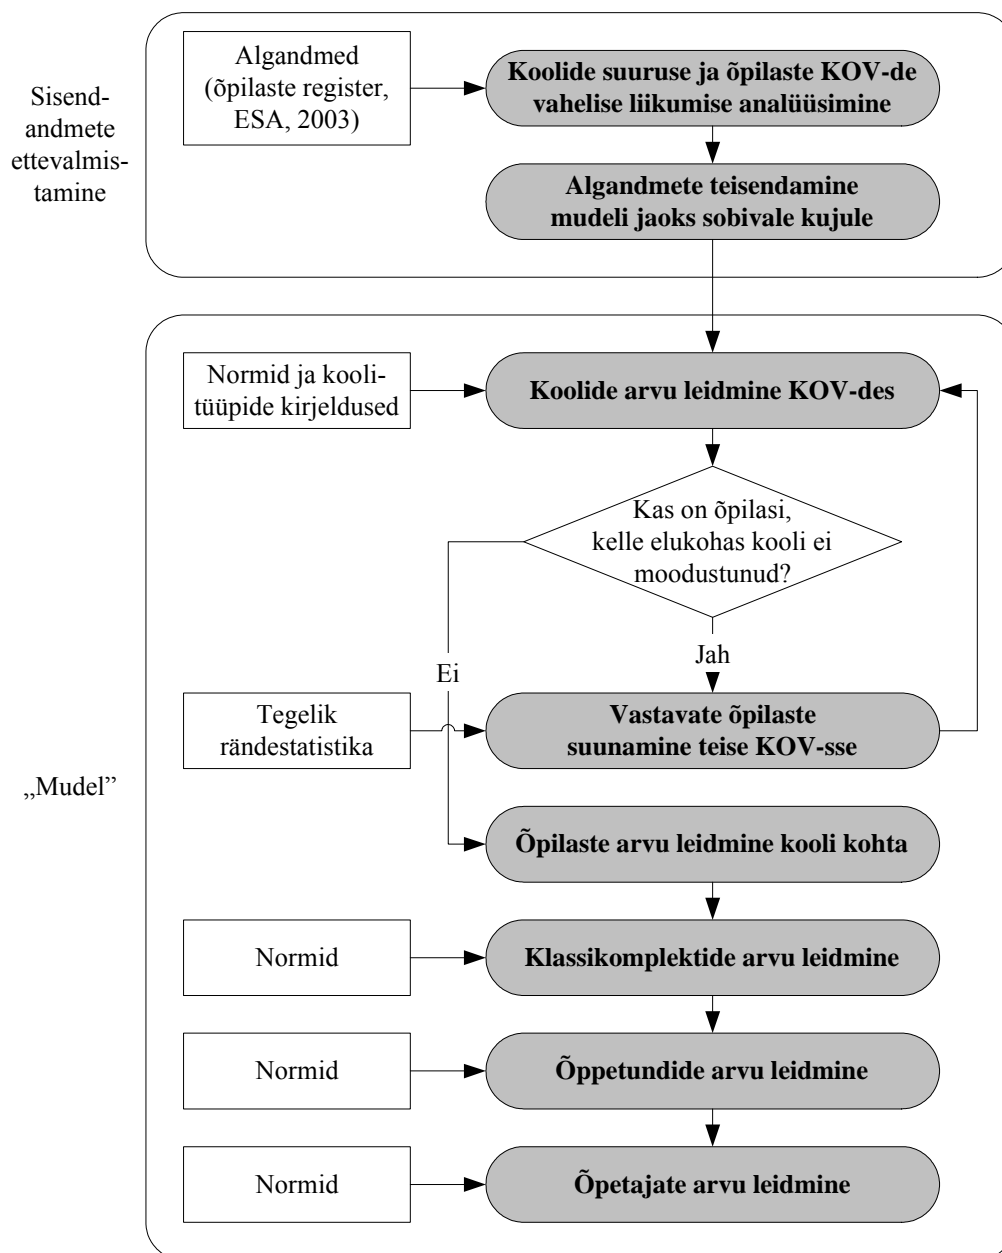 Sisend-
andmete
ettevalmis-
tamine
Algandmed
(õpilaste register,
ESA, 2003)
Koolide suuruse ja õpilaste KOV-de
vahelise liikumise analüüsimine
Algandmete teisendamine
mudeli jaoks sobivale kujule
„Mudel”
Normid ja kooli-
tüüpide kirjeldused
Koolide arvu leidmine KOV-des
Kas on õpilasi,
kelle elukohas kooli ei
moodustunud?
Ei
Jah
Tegelik
rändestatistika
Vastavate õpilaste
suunamine teise KOV-sse
Õpilaste arvu leidmine kooli kohta
Normid
Klassikomplektide arvu leidmine
Normid
Õppetundide arvu leidmine
Normid
Õpetajate arvu leidmine